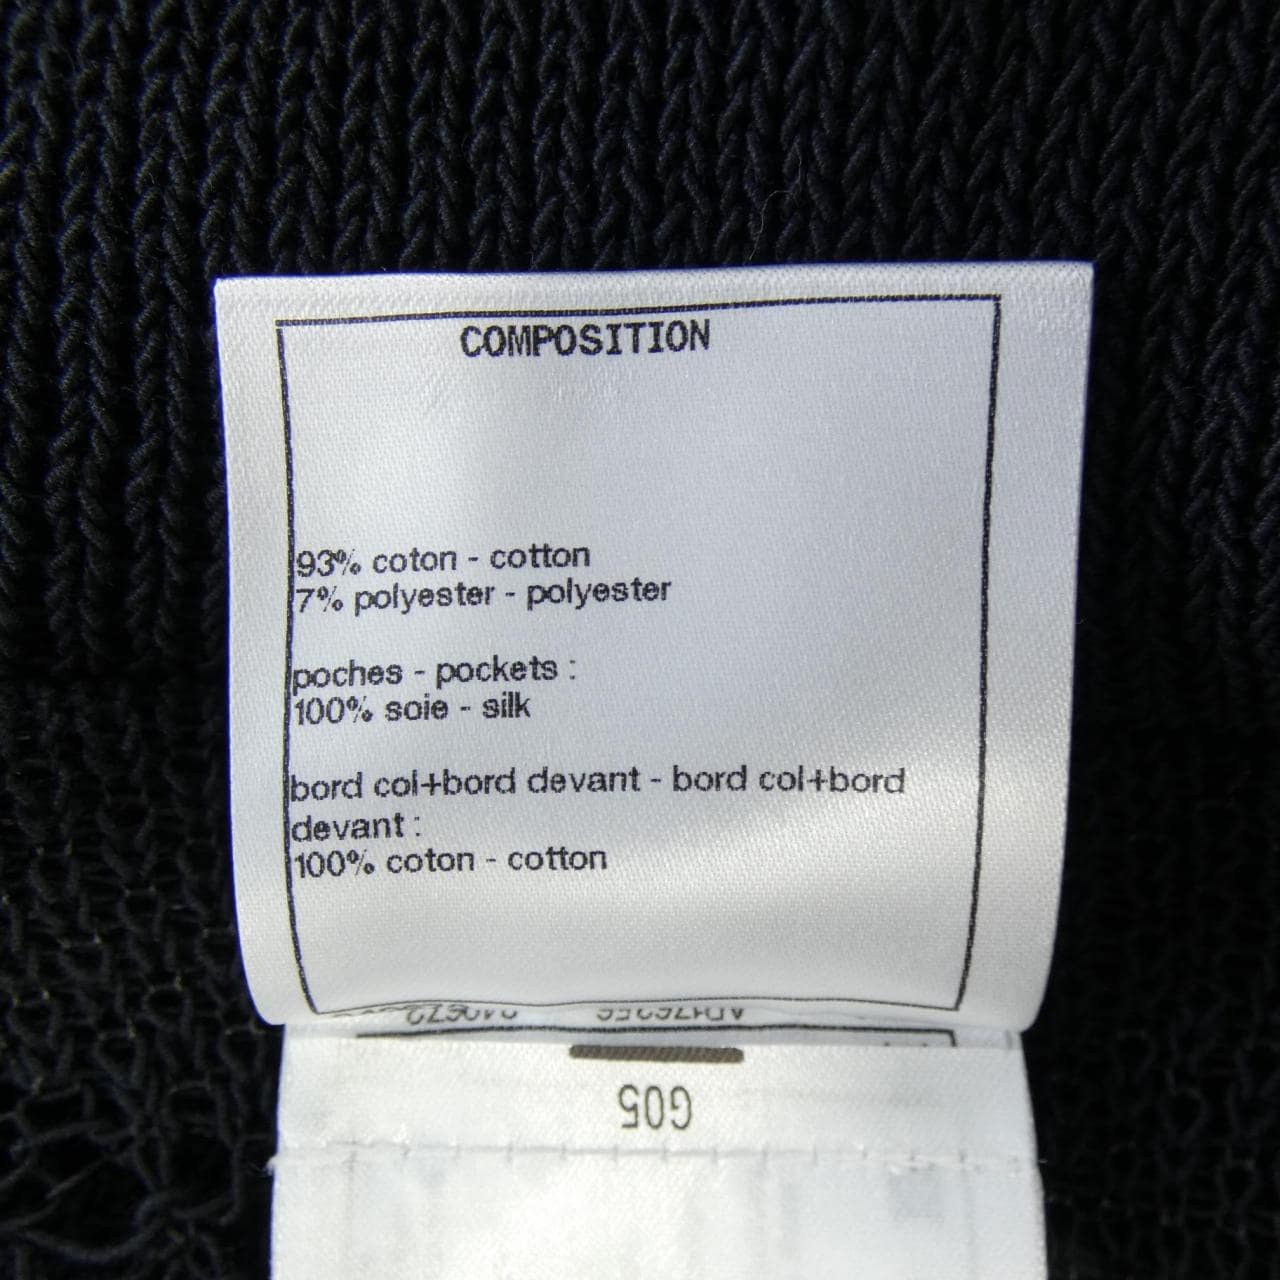 COMPOSITION
93% coton - cotton
7% polyester - polyester
poches - pockets :
100% soie - silk
bord col+bord devant - bord col+bord
devant :
100% coton - cotton
G05